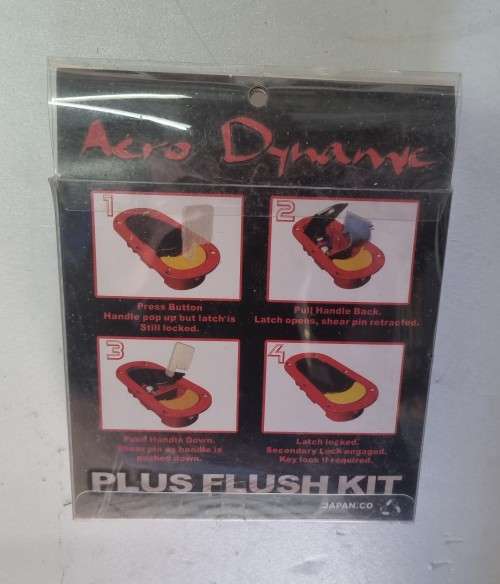 Aero Dynamic
1
2
Press Button
Handle pop up but latch is
Still locked.
Pull Handle Back.
Latch opens, shear pin retracted.
3
4
Push Handle Down.
Shear pin as handle is
pushed down.
Latch locked.
Secondary Lock engaged.
Key lock if required.
PLUS FLUSH KIT
JAPAN.CO